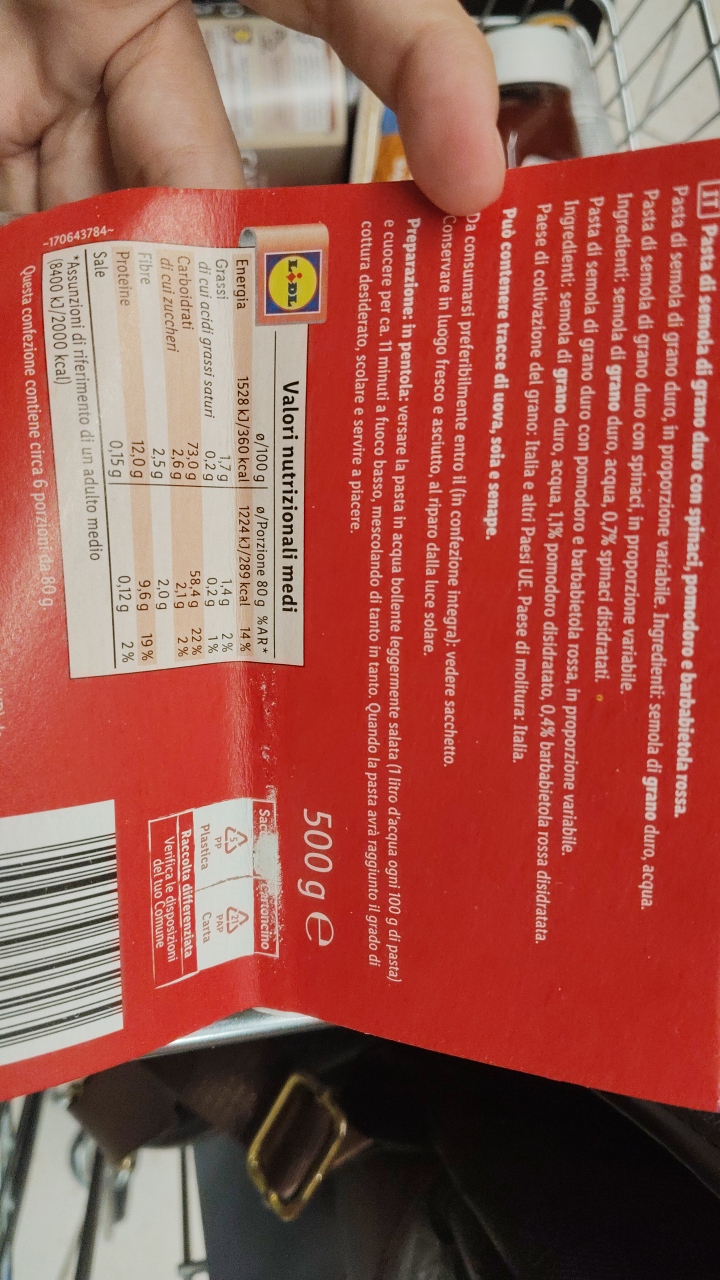 IT Pasta di semola di grano duro con spinaci, pomodoro e barbabietola rossa.
Pasta di semola di grano duro, in proporzione variabile. Ingredienti: semola di grano duro, acqua.
Pasta di semola di grano duro con spinaci, in proporzione variabile.
Ingredienti: semola di grano duro, acqua, 0,7% spinaci disidratati.
Pasta di semola di grano duro con pomodoro e barbabietola rossa, in proporzione variabile.
Ingredienti: semola di grano duro, acqua, 1,1% pomodoro disidratato, 0,4% barbabietola rossa disidratata.
Paese di coltivazione del grano: Italia e altri Paesi UE. Paese di molitura: Italia.
Può contenere tracce di uova, soia e senape.
Da consumarsi preferibilmente entro il (in confezione integra): vedere sacchetto.
Conservare in luogo fresco e asciutto, al riparo dalla luce solare.
Preparazione: in pentola: versare la pasta in acqua bollente leggermente salata (1 litro d'acqua ogni 100 g di pasta)
e cuocere per ca. 11 minuti a fuoco basso, mescolando di tanto in tanto. Quando la pasta avrà raggiunto il grado di
cottura desiderato, scolare e servire a piacere.
500 g e
LIDL
Valori nutrizionali medi
ø/100 g ø/Porzione 80 g %AR*
Energia 1528 kJ/360 kcal 1224 kJ/289 kcal 14%
Grassi 1,7 g 1,4 g 2%
di cui acidi grassi saturi 0,2 g 0,2 g 1%
Carboidrati 73,0 g 58,4 g 22%
di cui zuccheri 2,6 g 2,1 g 2%
Fibre 2,5 g 2,0 g
Proteine 12,0 g 9,6 g 19%
Sale 0,15 g 0,12 g 2%
*Assunzioni di riferimento di un adulto medio
(8400 kJ/2000 kcal)
Questa confezione contiene circa 6 porzioni da 80 g
-170643784-
Cartoncino
5 21
PP PAP
Plastica Carta
Raccolta differenziata
Verifica le disposizioni
del tuo Comune